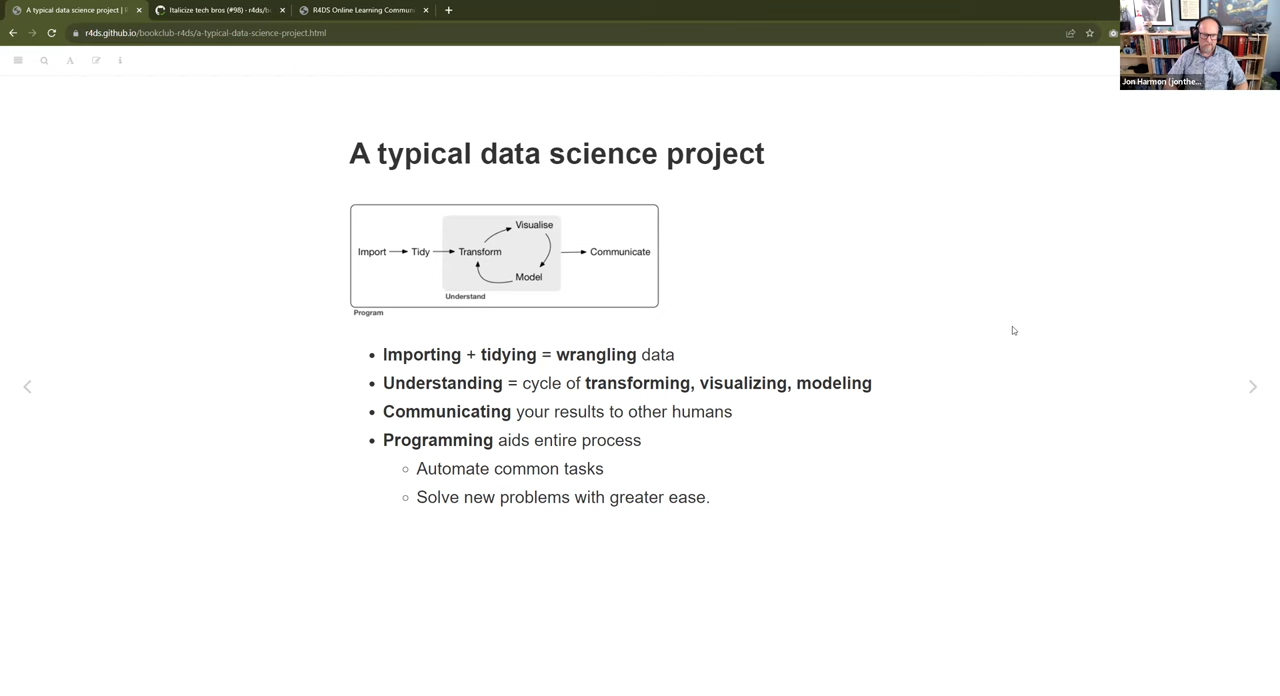 A typical data science project |
Italicize tech bros (#98) · r4ds/b
R4DS Online Learning Commun
r4ds.github.io/bookclub-r4ds/a-typical-data-science-project.html
Jon Harmon (jonthe...
A typical data science project
Import
Tidy
Transform
Visualise
Model
Communicate
Understand
Program
• Importing + tidying = wrangling data
• Understanding = cycle of transforming, visualizing, modeling
• Communicating your results to other humans
• Programming aids entire process
◦ Automate common tasks
◦ Solve new problems with greater ease.